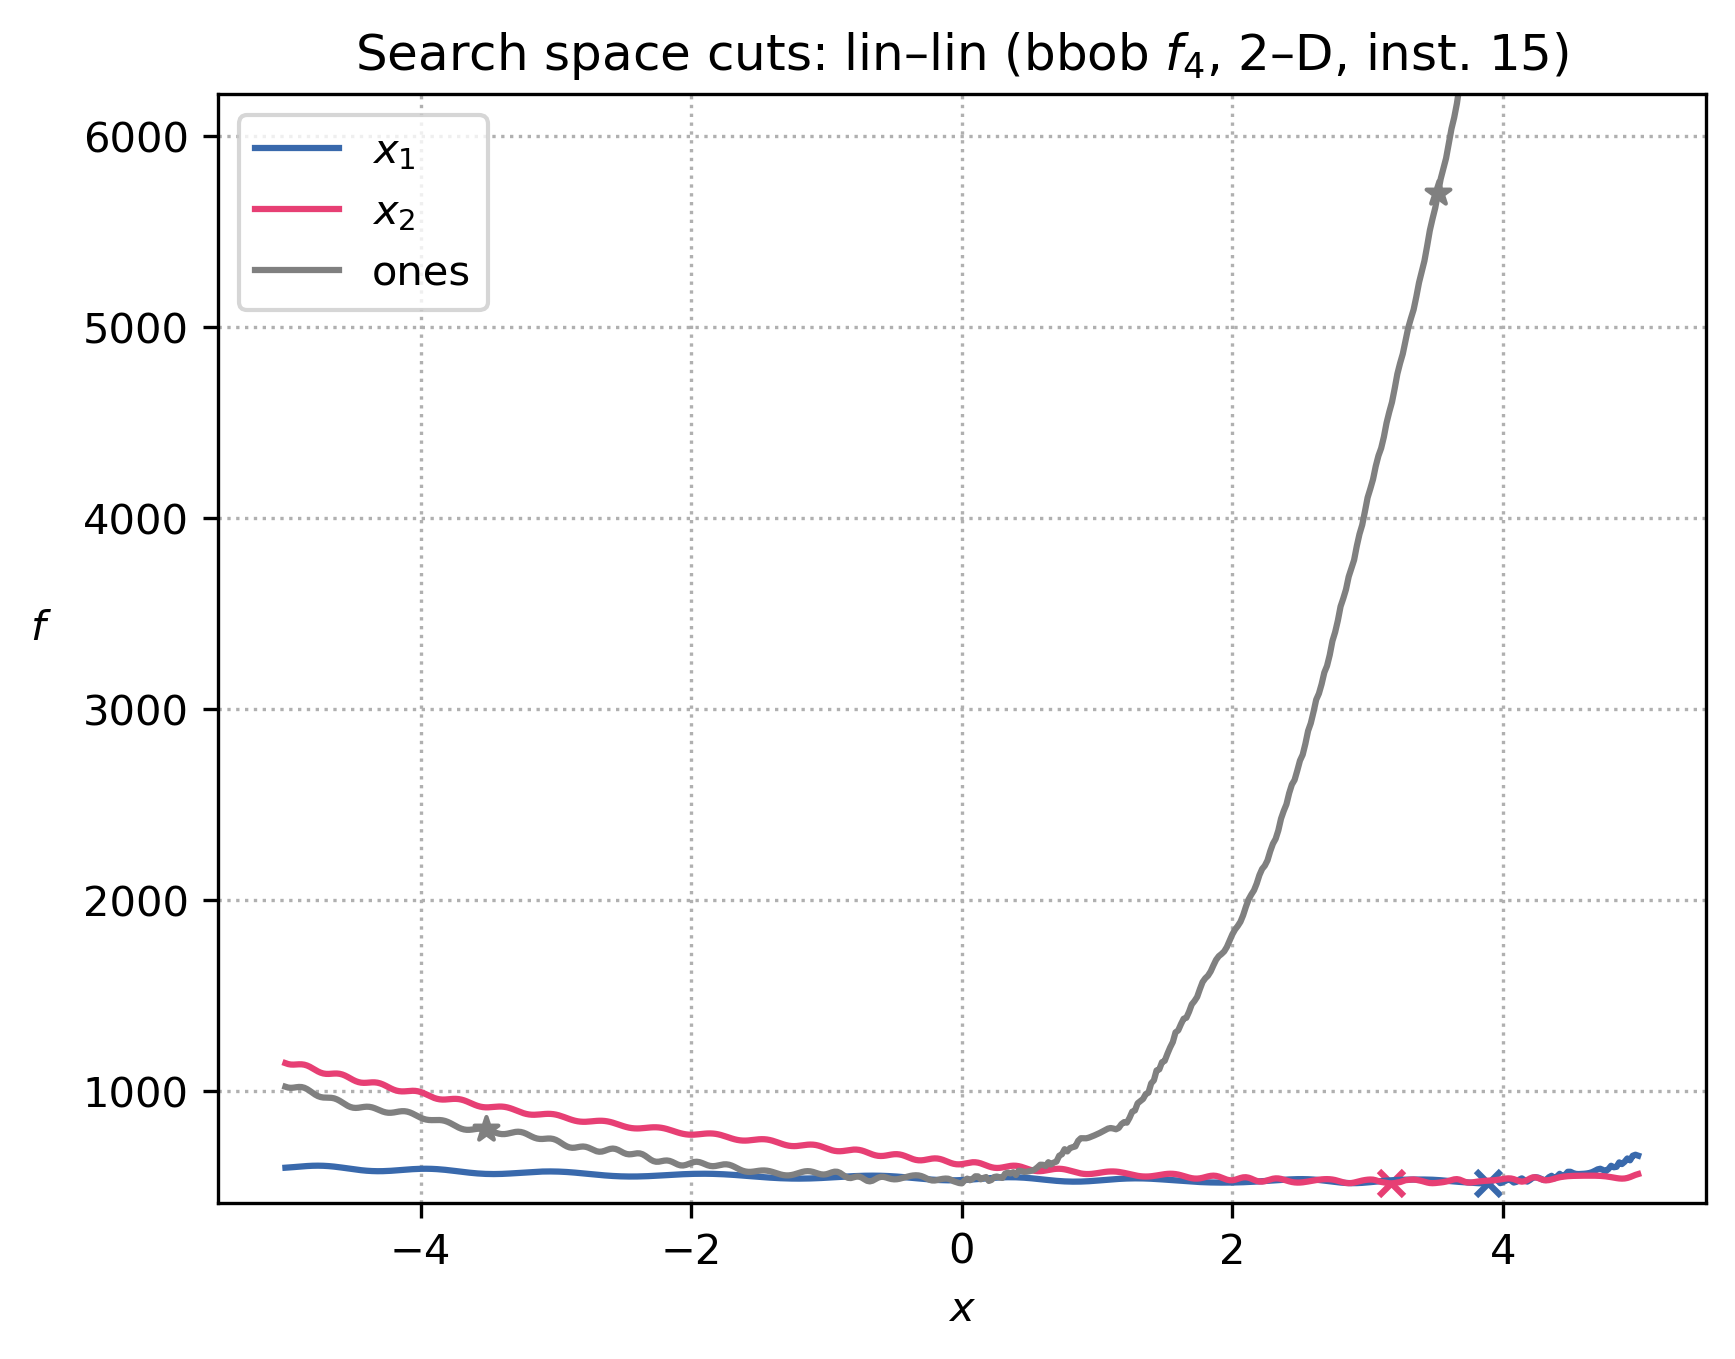 Search space cuts: lin–lin (bbob f₄, 2–D, inst. 15)
x₁
x₂
ones
6000
5000
4000
3000
2000
1000
f
−4 −2 0 2 4
x